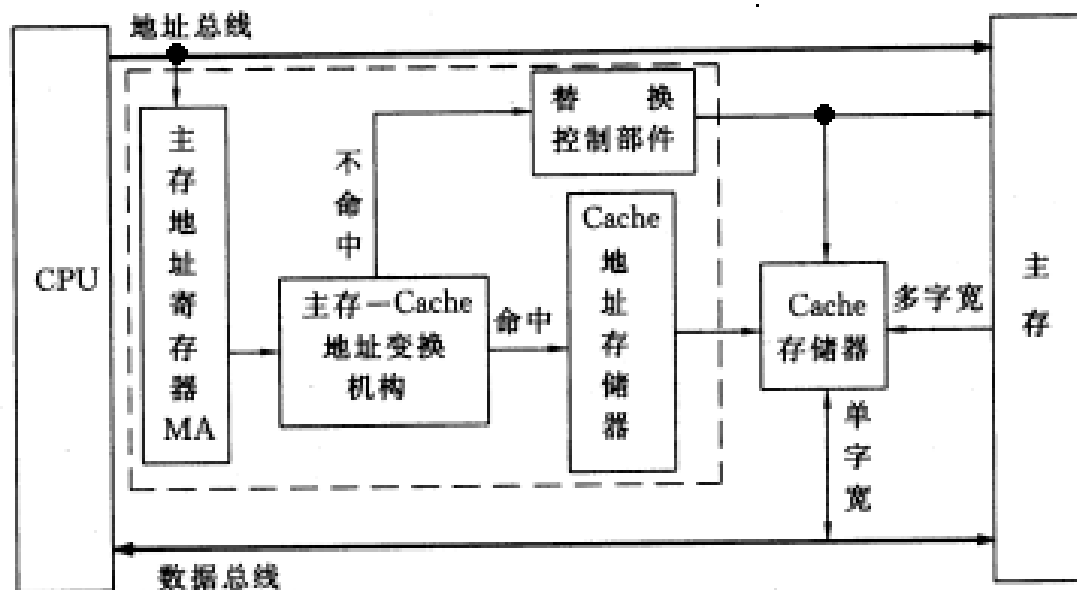 地址总线
CPU
主存地址寄存器MA
不命中
替 换
控制部件
主存—Cache
地址变换
机构
命中
Cache
地址存储器
Cache
存储器
多字宽
单字宽
主存
数据总线